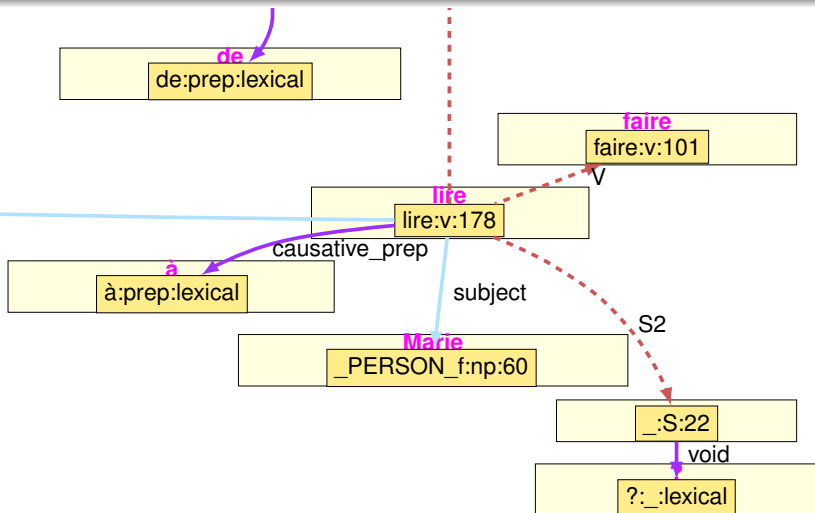 de
de:prep:lexical
faire
faire:v:101
V
lire
lire:v:178
causative_prep
à
à:prep:lexical
subject
S2
Marie
_PERSON_f:np:60
_:S:22
void
?:_:lexical